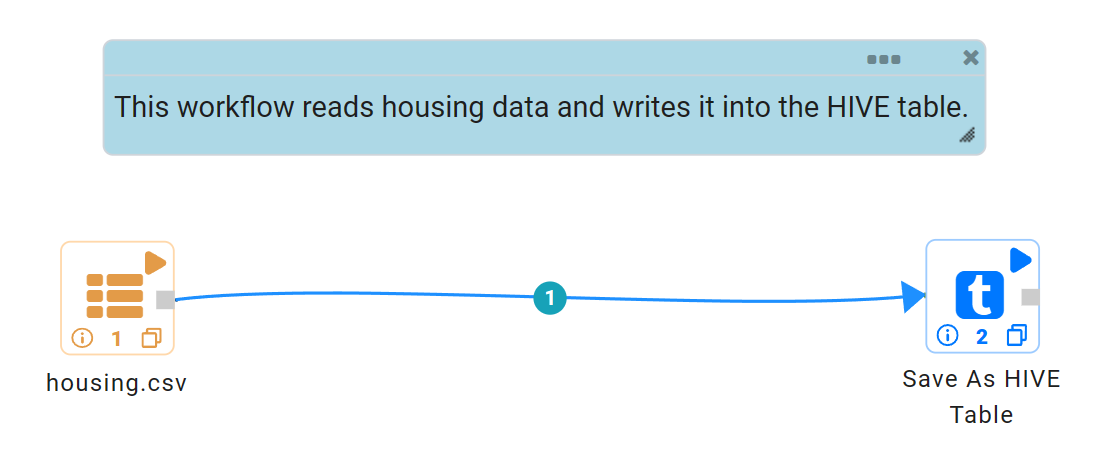 This workflow reads housing data and writes it into the HIVE table.
1
t
1
2
housing.csv
Save As HIVE
Table